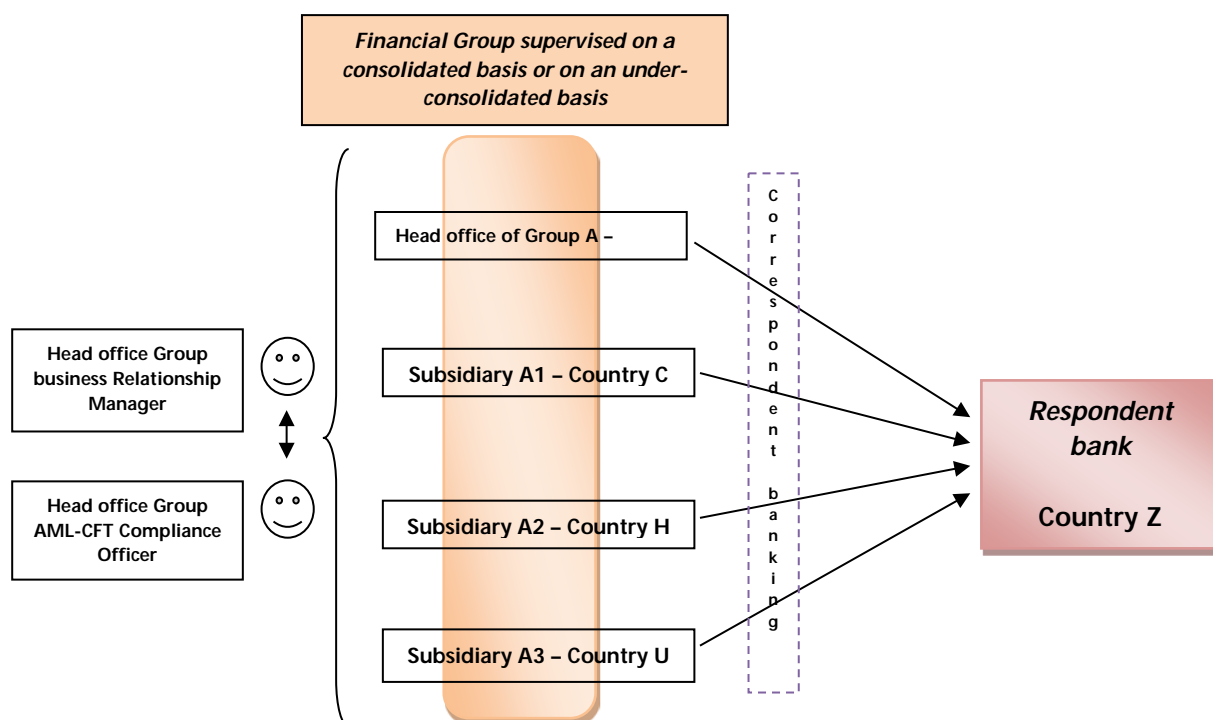 Financial Group supervised on a
consolidated basis or on an under-
consolidated basis
Head office of Group A –
Subsidiary A1 – Country C
Subsidiary A2 – Country H
Subsidiary A3 – Country U
Head office Group
business Relationship
Manager
Head office Group
AML-CFT Compliance
Officer
Correspondent banking
Respondent
bank
Country Z